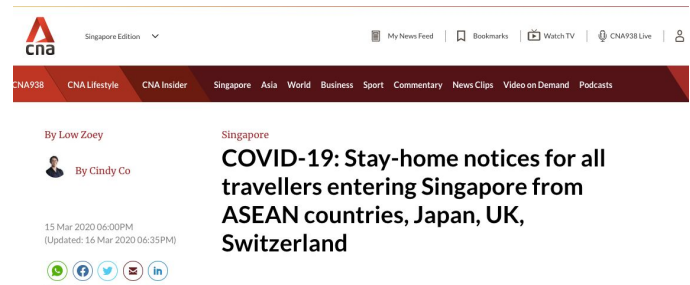 cna
Singapore Edition
My News Feed
Bookmarks
Watch TV
CNA938 Live
CNA938
CNA Lifestyle
CNA Insider
Singapore Asia World Business Sport Commentary News Clips Video on Demand Podcasts
By Low Zoey
By Cindy Co
15 Mar 2020 06:00PM
(Updated: 16 Mar 2020 06:35PM)
in
Singapore
COVID-19: Stay-home notices for all
travellers entering Singapore from
ASEAN countries, Japan, UK,
Switzerland